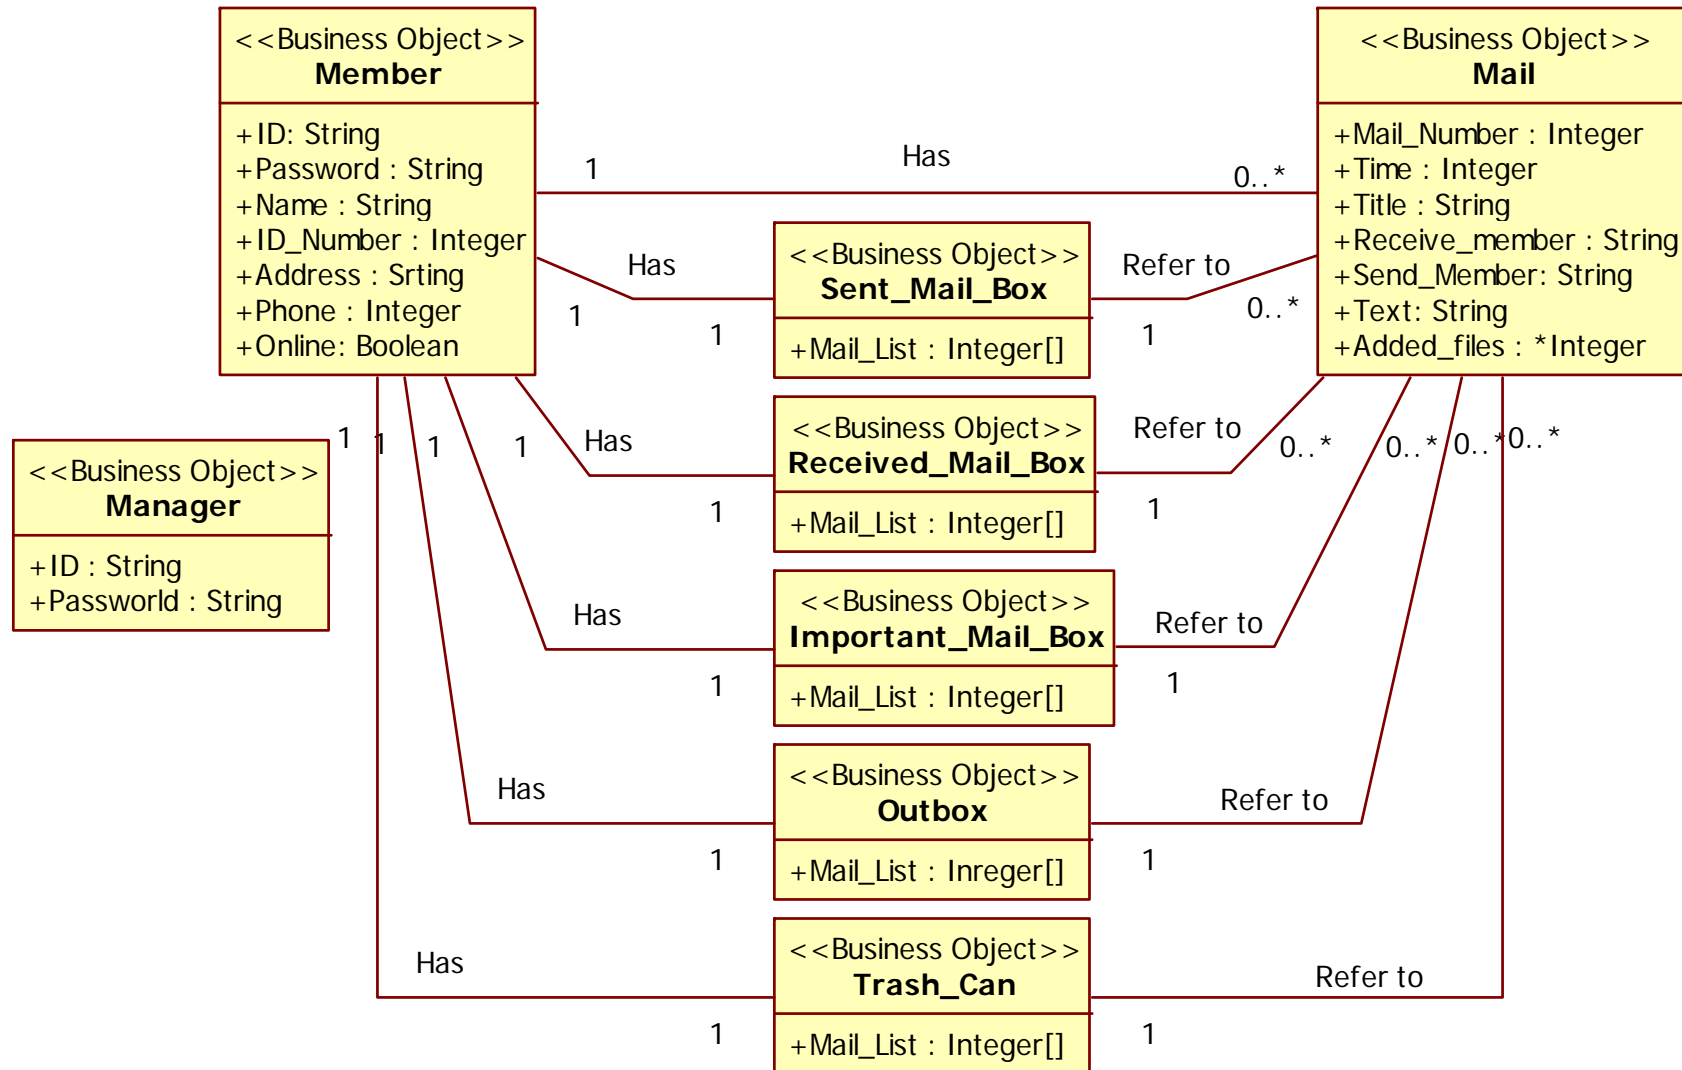 <<Business Object>>
Member
+ID: String
+Password : String
+Name : String
+ID_Number : Integer
+Address : Srting
+Phone : Integer
+Online: Boolean
<<Business Object>>
Mail
+Mail_Number : Integer
+Time : Integer
+Title : String
+Receive_member : String
+Send_Member: String
+Text: String
+Added_files : *Integer
1
Has
0..*
Has
1
1
<<Business Object>>
Sent_Mail_Box
+Mail_List : Integer[]
Refer to
1
0..*
1
1
1
1
Has
1
<<Business Object>>
Received_Mail_Box
+Mail_List : Integer[]
Refer to
1
0..*
0..*
0..*
0..*
<<Business Object>>
Manager
+ID : String
+Passworld : String
Has
1
<<Business Object>>
Important_Mail_Box
+Mail_List : Integer[]
Refer to
1
Has
1
<<Business Object>>
Outbox
+Mail_List : Inreger[]
Refer to
1
Has
1
<<Business Object>>
Trash_Can
+Mail_List : Integer[]
Refer to
1